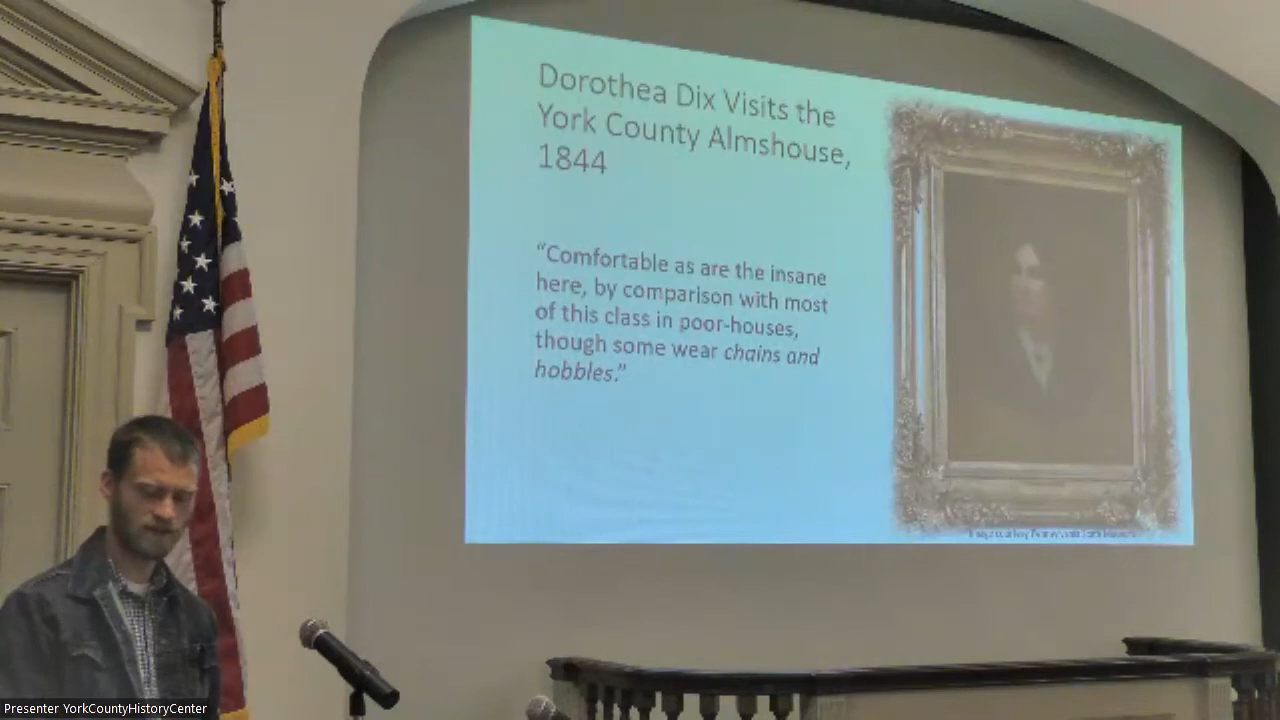 Dorothea Dix Visits the
York County Almshouse,
1844
“Comfortable as are the insane
here, by comparison with most
of this class in poor-houses,
though some wear chains and
hobbles.”
Presenter YorkCountyHistoryCenter